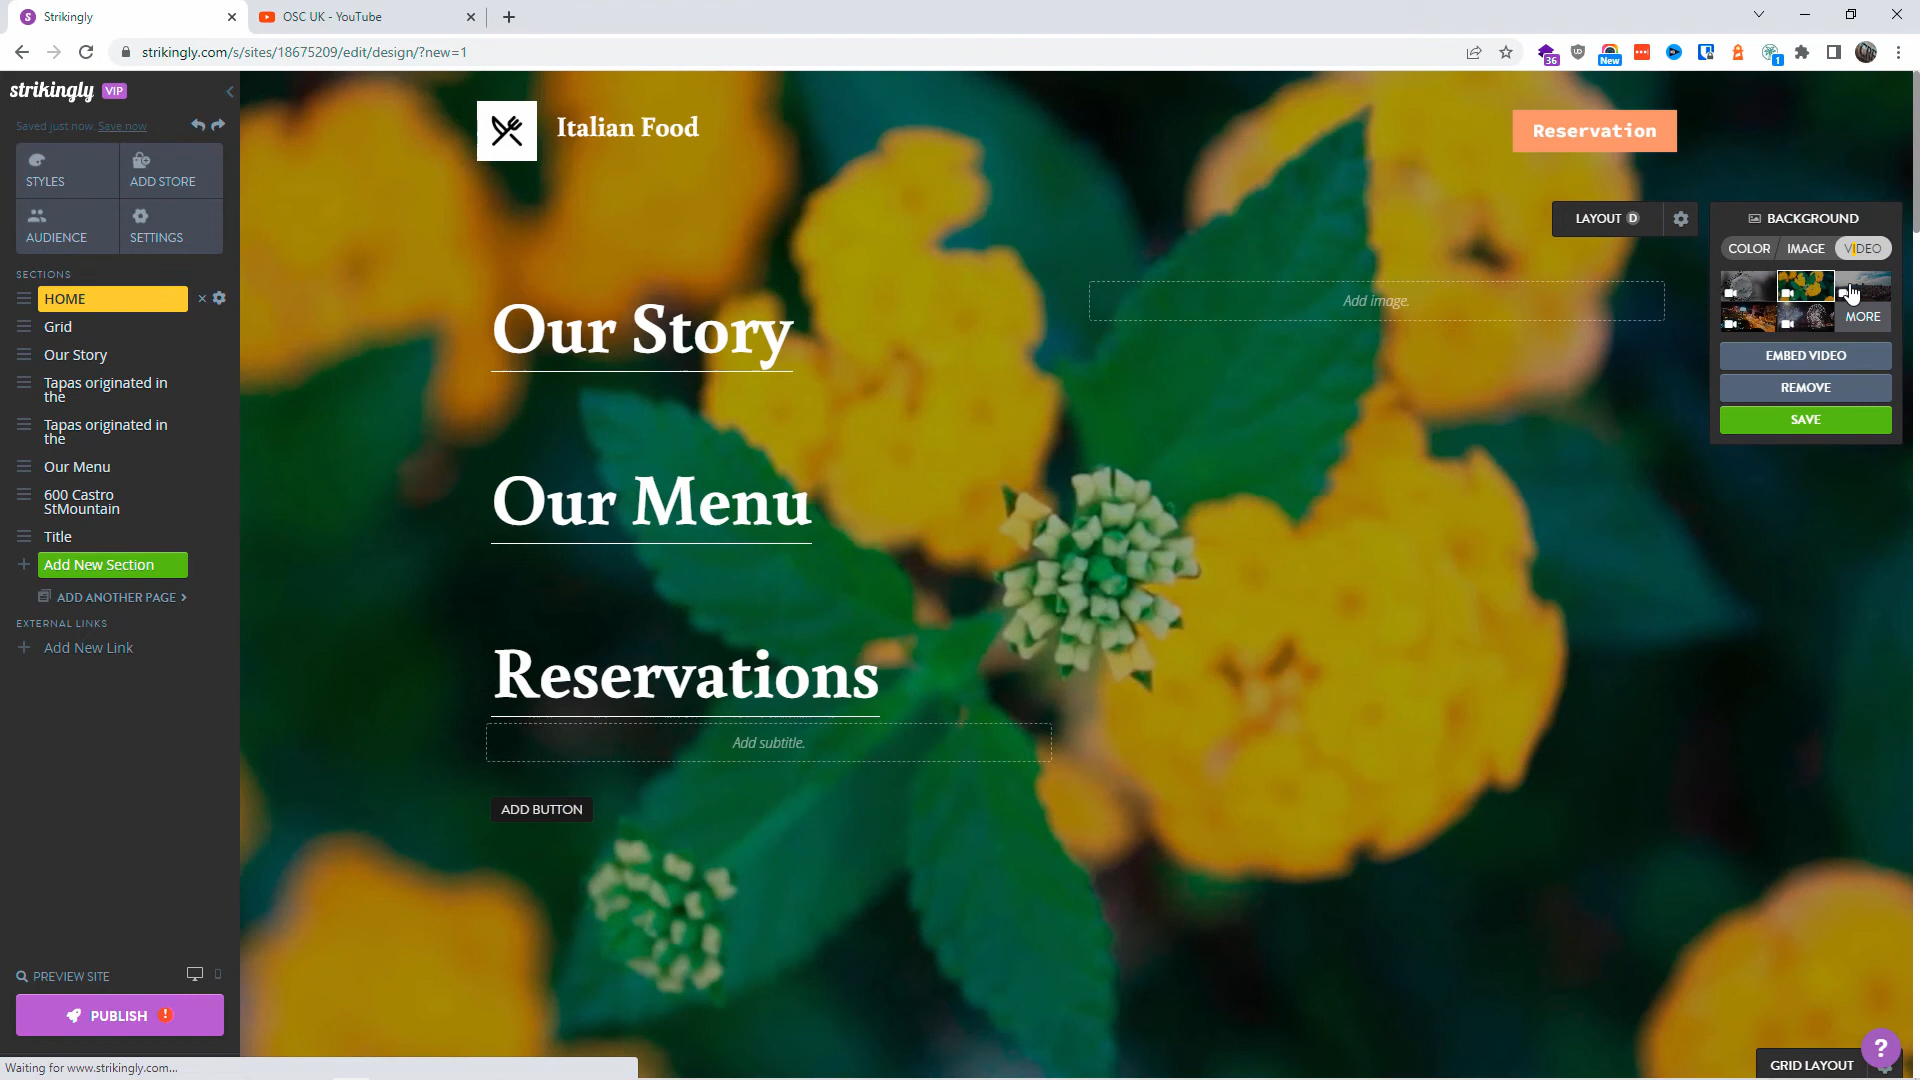 Strikingly
OSC UK - YouTube
strikingly.com/s/sites/18675209/edit/design/?new=1
36
New
1
strikingly VIP
Saved just now. Save now
STYLES
ADD STORE
AUDIENCE
SETTINGS
SECTIONS
HOME
Grid
Our Story
Tapas originated in
the
Tapas originated in
the
Our Menu
600 Castro
StMountain
Title
Add New Section
ADD ANOTHER PAGE
EXTERNAL LINKS
Add New Link
PREVIEW SITE
PUBLISH !
Waiting for www.strikingly.com...
Italian Food
Reservation
LAYOUT D
BACKGROUND
COLOR
IMAGE
VIDEO
MORE
EMBED VIDEO
REMOVE
SAVE
Add image.
Our Story
Our Menu
Reservations
Add subtitle.
ADD BUTTON
?
GRID LAYOUT